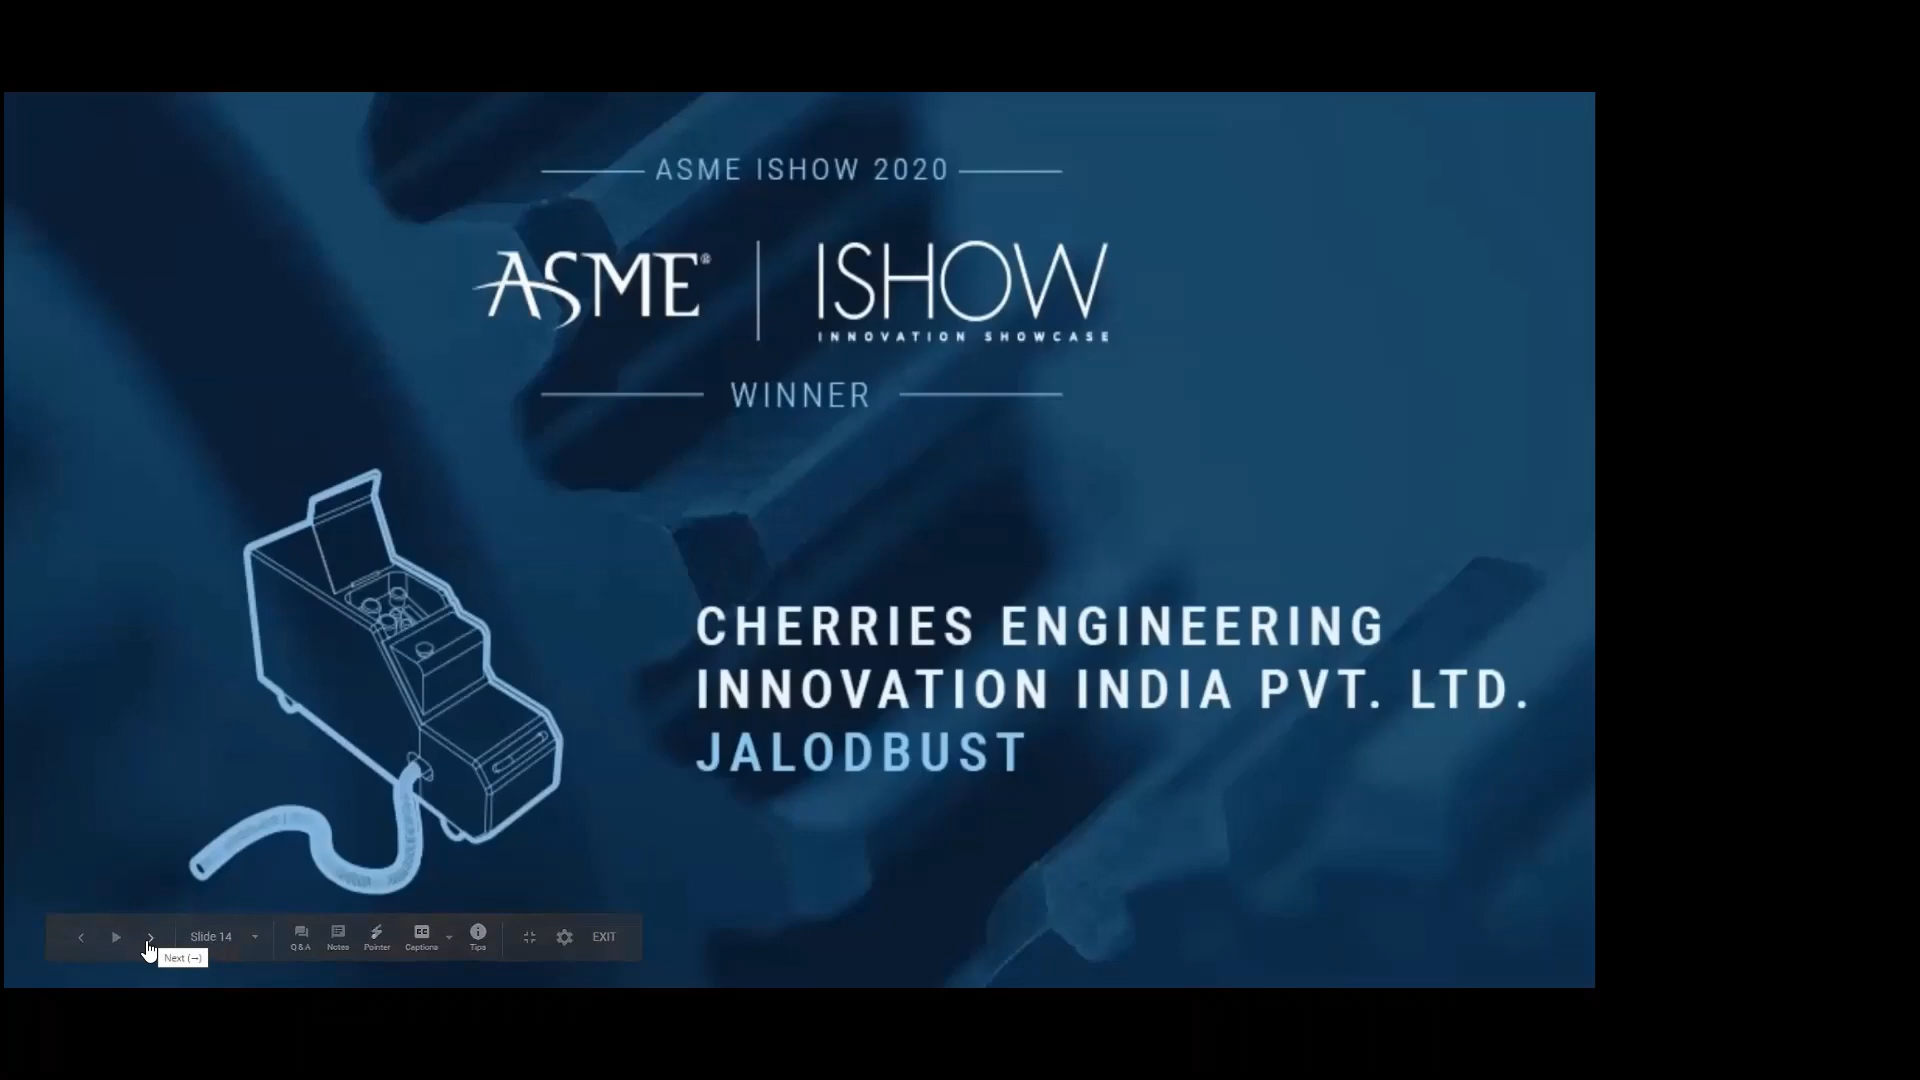 ASME ISHOW 2020
ASME® | ISHOW
INNOVATION SHOWCASE
WINNER
CHERRIES ENGINEERING
INNOVATION INDIA PVT. LTD.
JALODBUST
Slide 14
Q&A
Notes
Pointer
CC
Captions
Tips
EXIT
Next (→)